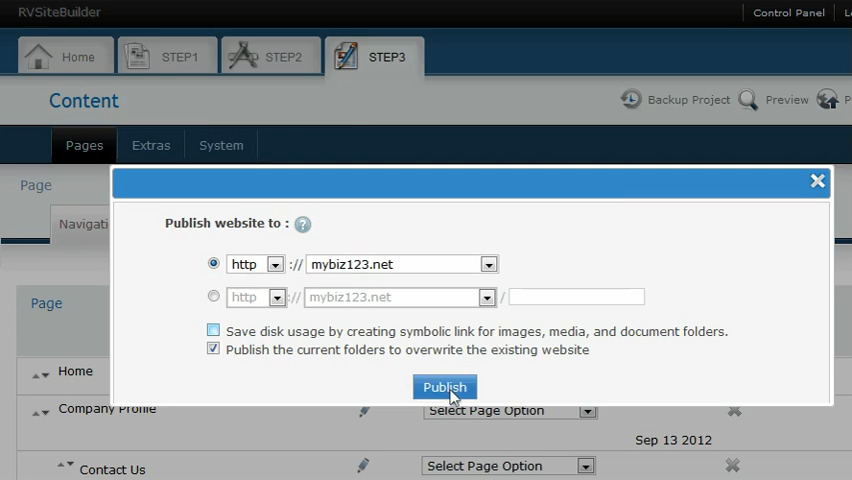 RVSiteBuilder
Control Panel
Home STEP1 STEP2 STEP3
Content
Backup Project Preview
Pages Extras System
Page
Publish website to :
http :// mybiz123.net
http :// mybiz123.net /
Save disk usage by creating symbolic link for images, media, and document folders.
Publish the current folders to overwrite the existing website
Publish
Page
Home
Company Profile Select Page Option
Sep 13 2012
Contact Us Select Page Option